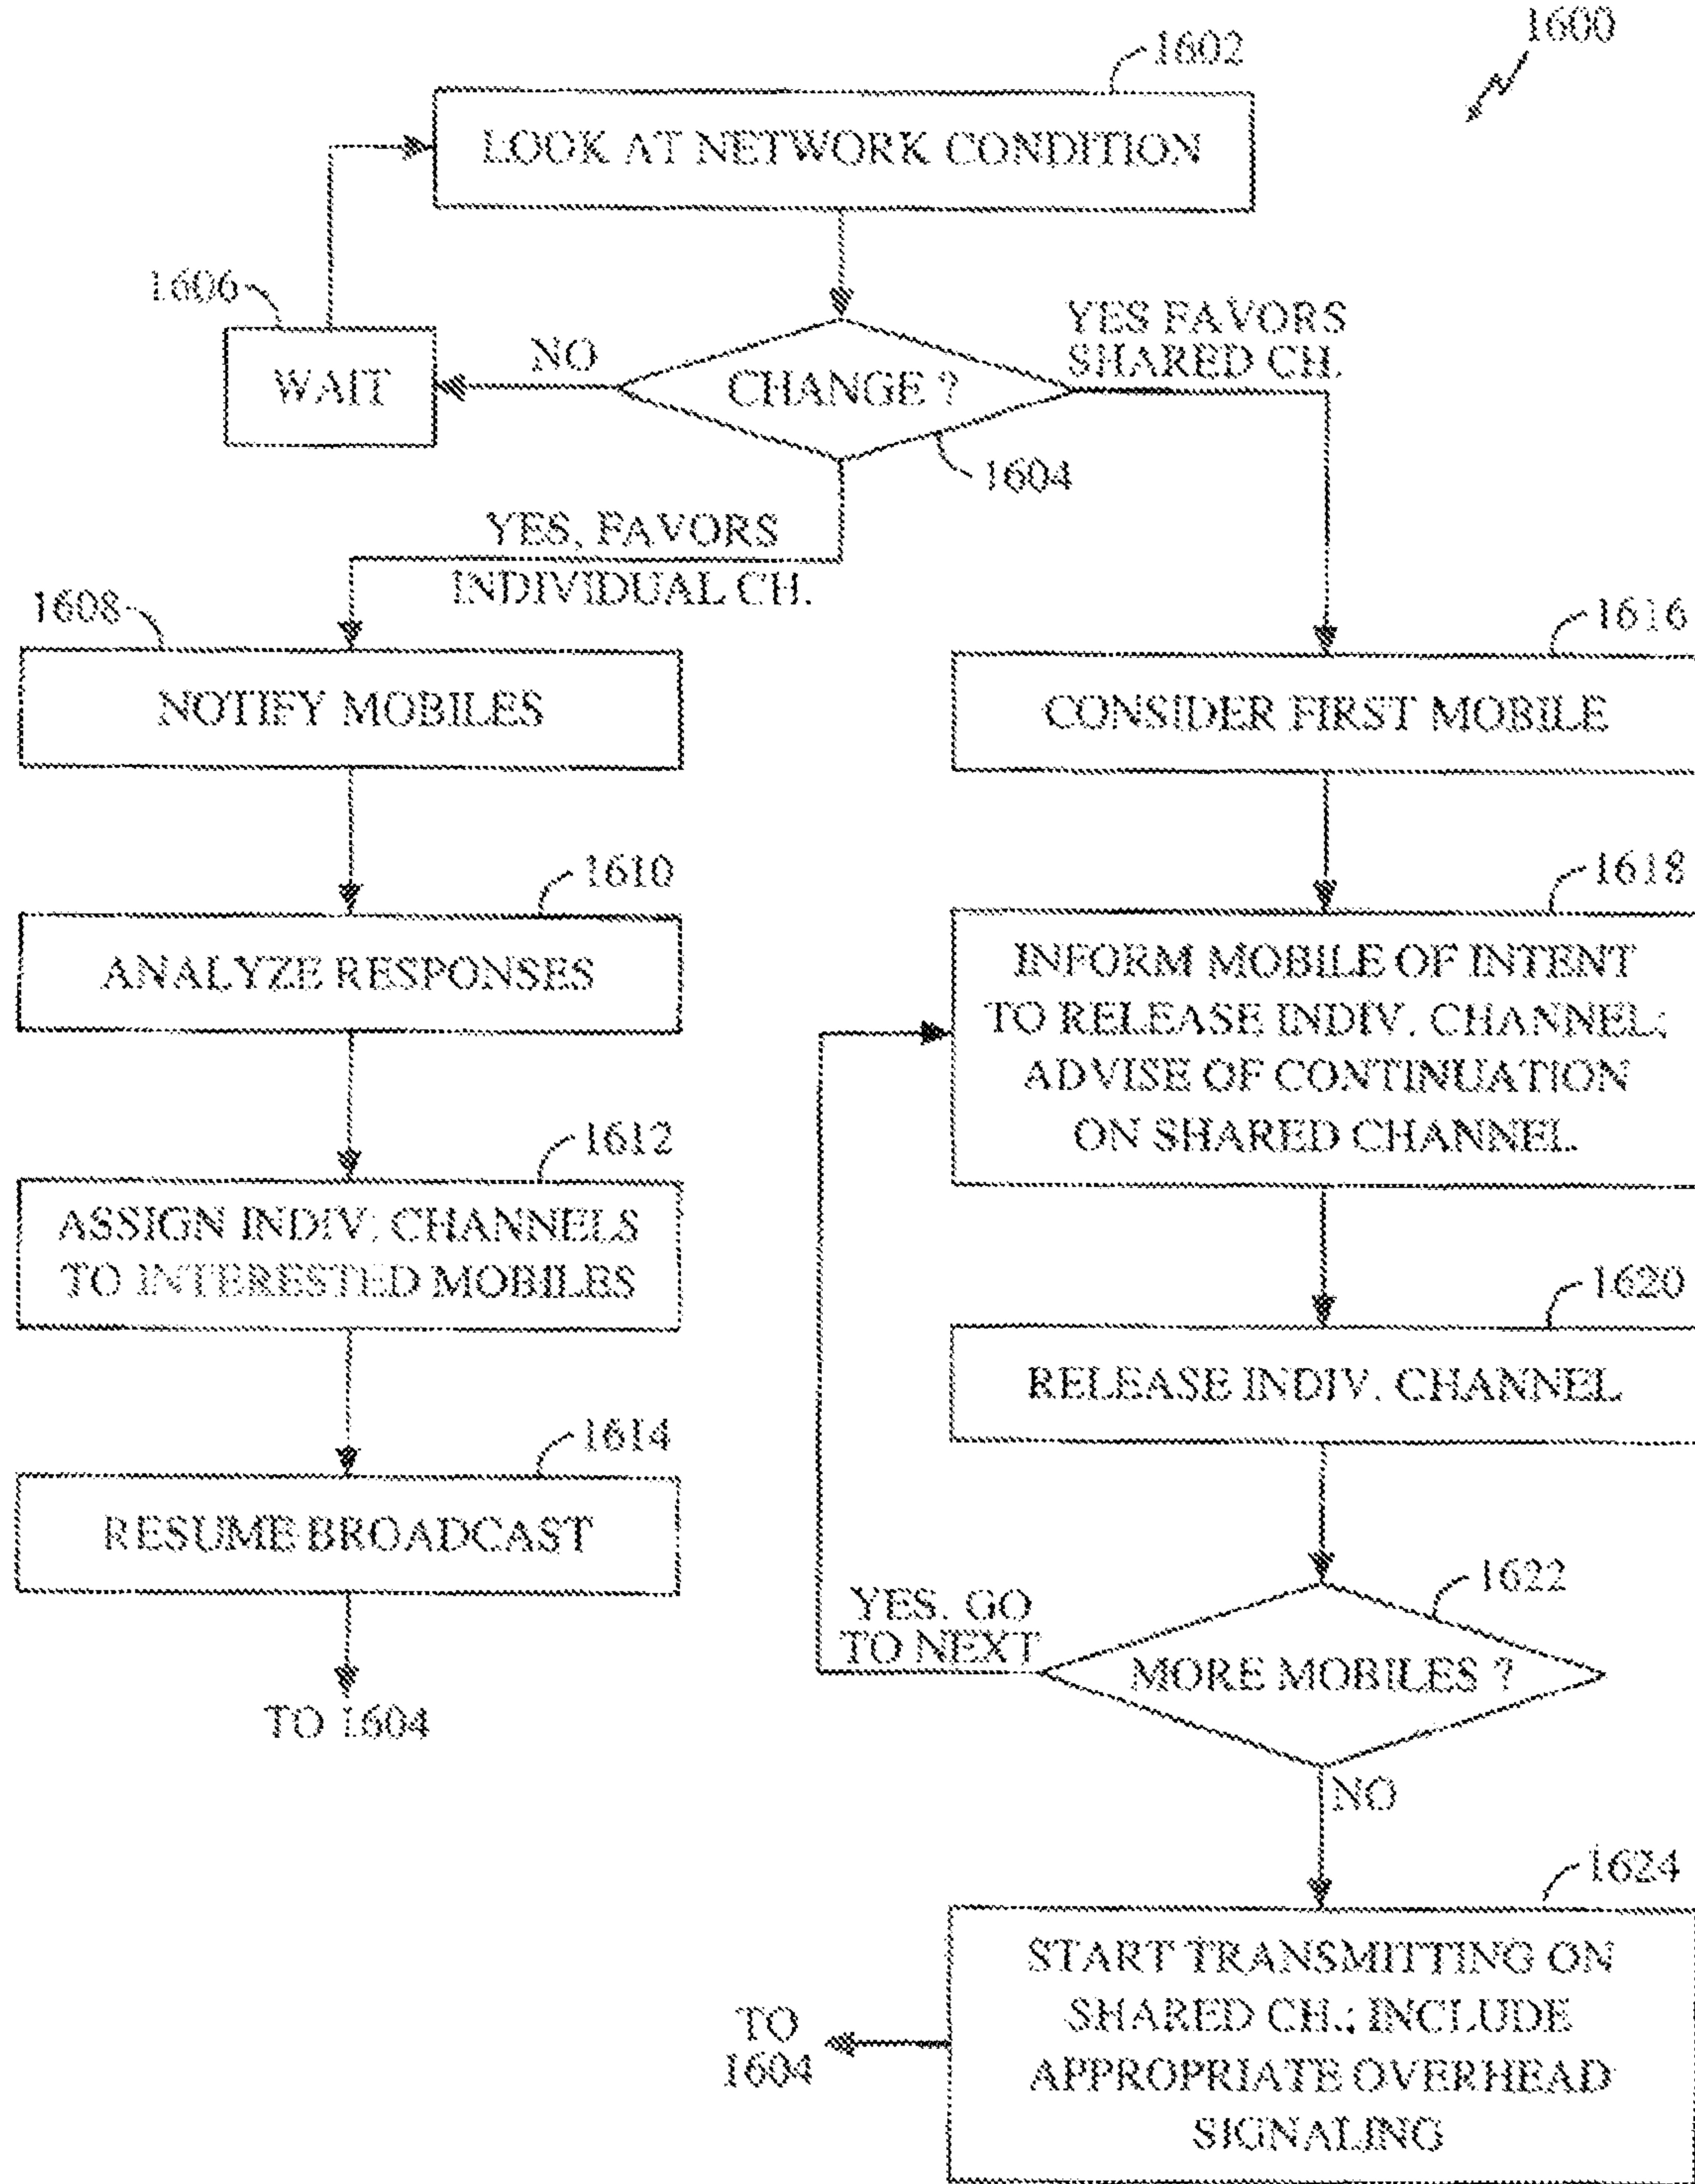 1600
1602
LOOK AT NETWORK CONDITION
1606
WAIT
NO
CHANGE ?
1604
YES FAVORS
SHARED CH.
YES, FAVORS
INDIVIDUAL CH.
1608
NOTIFY MOBILES
1610
ANALYZE RESPONSES
1612
ASSIGN INDIV. CHANNELS
TO INTERESTED MOBILES
1614
RESUME BROADCAST
TO 1604
1616
CONSIDER FIRST MOBILE
1618
INFORM MOBILE OF INTENT
TO RELEASE INDIV. CHANNEL;
ADVISE OF CONTINUATION
ON SHARED CHANNEL
1620
RELEASE INDIV. CHANNEL
1622
MORE MOBILES ?
YES. GO
TO NEXT
NO
1624
START TRANSMITTING ON
SHARED CH.; INCLUDE
APPROPRIATE OVERHEAD
SIGNALING
TO
1604